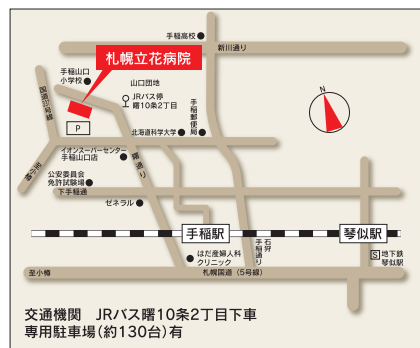 手稲高校
新川通り
札幌立花病院
手稲山口
小学校
山口団地
JRバス停
曙10条2丁目
国道337号線
P
手稲郵便局
北海道科学大学
イオンスーパーセンター
手稲山口店
曙通り
至小樽
公安委員会
免許試験場
下手稲通
ゼネラル
N
手稲駅
琴似駅
石狩手稲通り
はだ産婦人科
クリニック
S
地下鉄
琴似駅
至小樽
札幌国道 (5号線)
交通機関 JRバス曙10条2丁目下車
専用駐車場(約130台)有